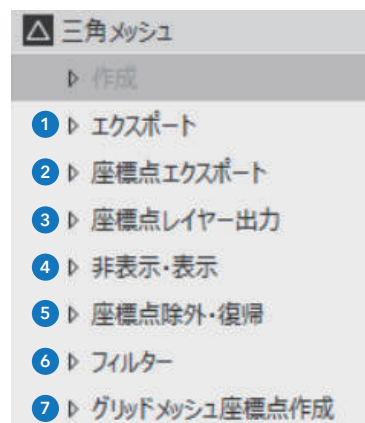 三角メッシュ
作成
1 エクスポート
2 座標点エクスポート
3 座標点レイヤー出力
4 非表示・表示
5 座標点除外・復帰
6 フィルター
7 グリッドメッシュ座標点作成